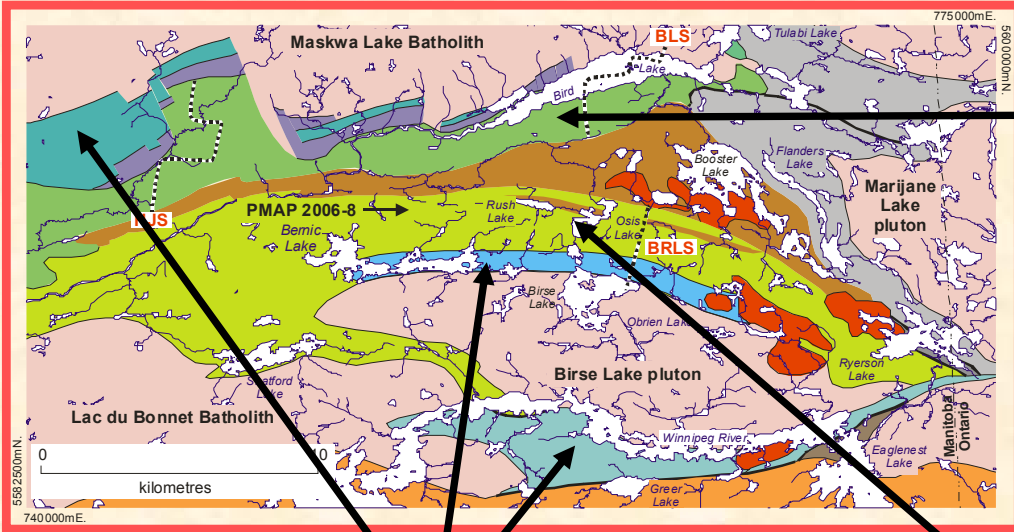 775000mE.
5600000mN.
Maskwa Lake Batholith
BLS
Tulabi Lake
Lake
Bird
Booster
Lake
Flanders
Lake
Marijane
Lake
pluton
PMAP 2006-8
Rush
Lake
Bernic
Lake
Osis
Lake
BRLS
Birse
Lake
Obrien Lake
Birse Lake pluton
Ryerson
Lake
Lake
Lac du Bonnet Batholith
Winnipeg River
Manitoba
Ontario
Eaglenest
Lake
Greer
Lake
0
10
kilometres
5582500mN.
740000mE.